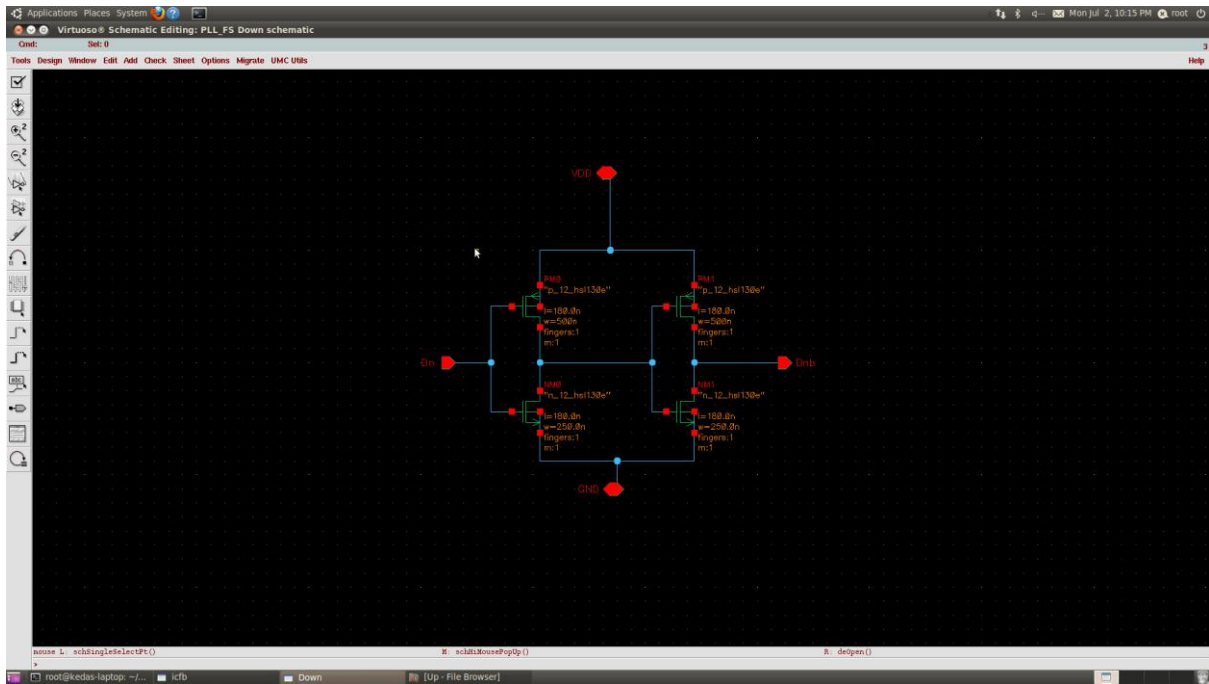 Applications Places System
Mon Jul 2, 10:15 PM root
Virtuoso® Schematic Editing: PLL_FS Down schematic
Cmd: Sel: 0
3
Tools Design Window Edit Add Check Sheet Options Migrate UMC Utils Help
VDD
PM0
"p_12_hsl130e"
l=180.0n
w=500n
fingers:1
m:1
PM1
"p_12_hsl130e"
l=180.0n
w=500n
fingers:1
m:1
Dn
Dnb
NM0
"n_12_hsl130e"
l=180.0n
w=250.0n
fingers:1
m:1
NM1
"n_12_hsl130e"
l=180.0n
w=250.0n
fingers:1
m:1
GND
mouse L: schSingleSelectPt() M: schHiMousePopUp() R: deOpen()
>
root@kedas-laptop: ~/... icfb Down [Up - File Browser]